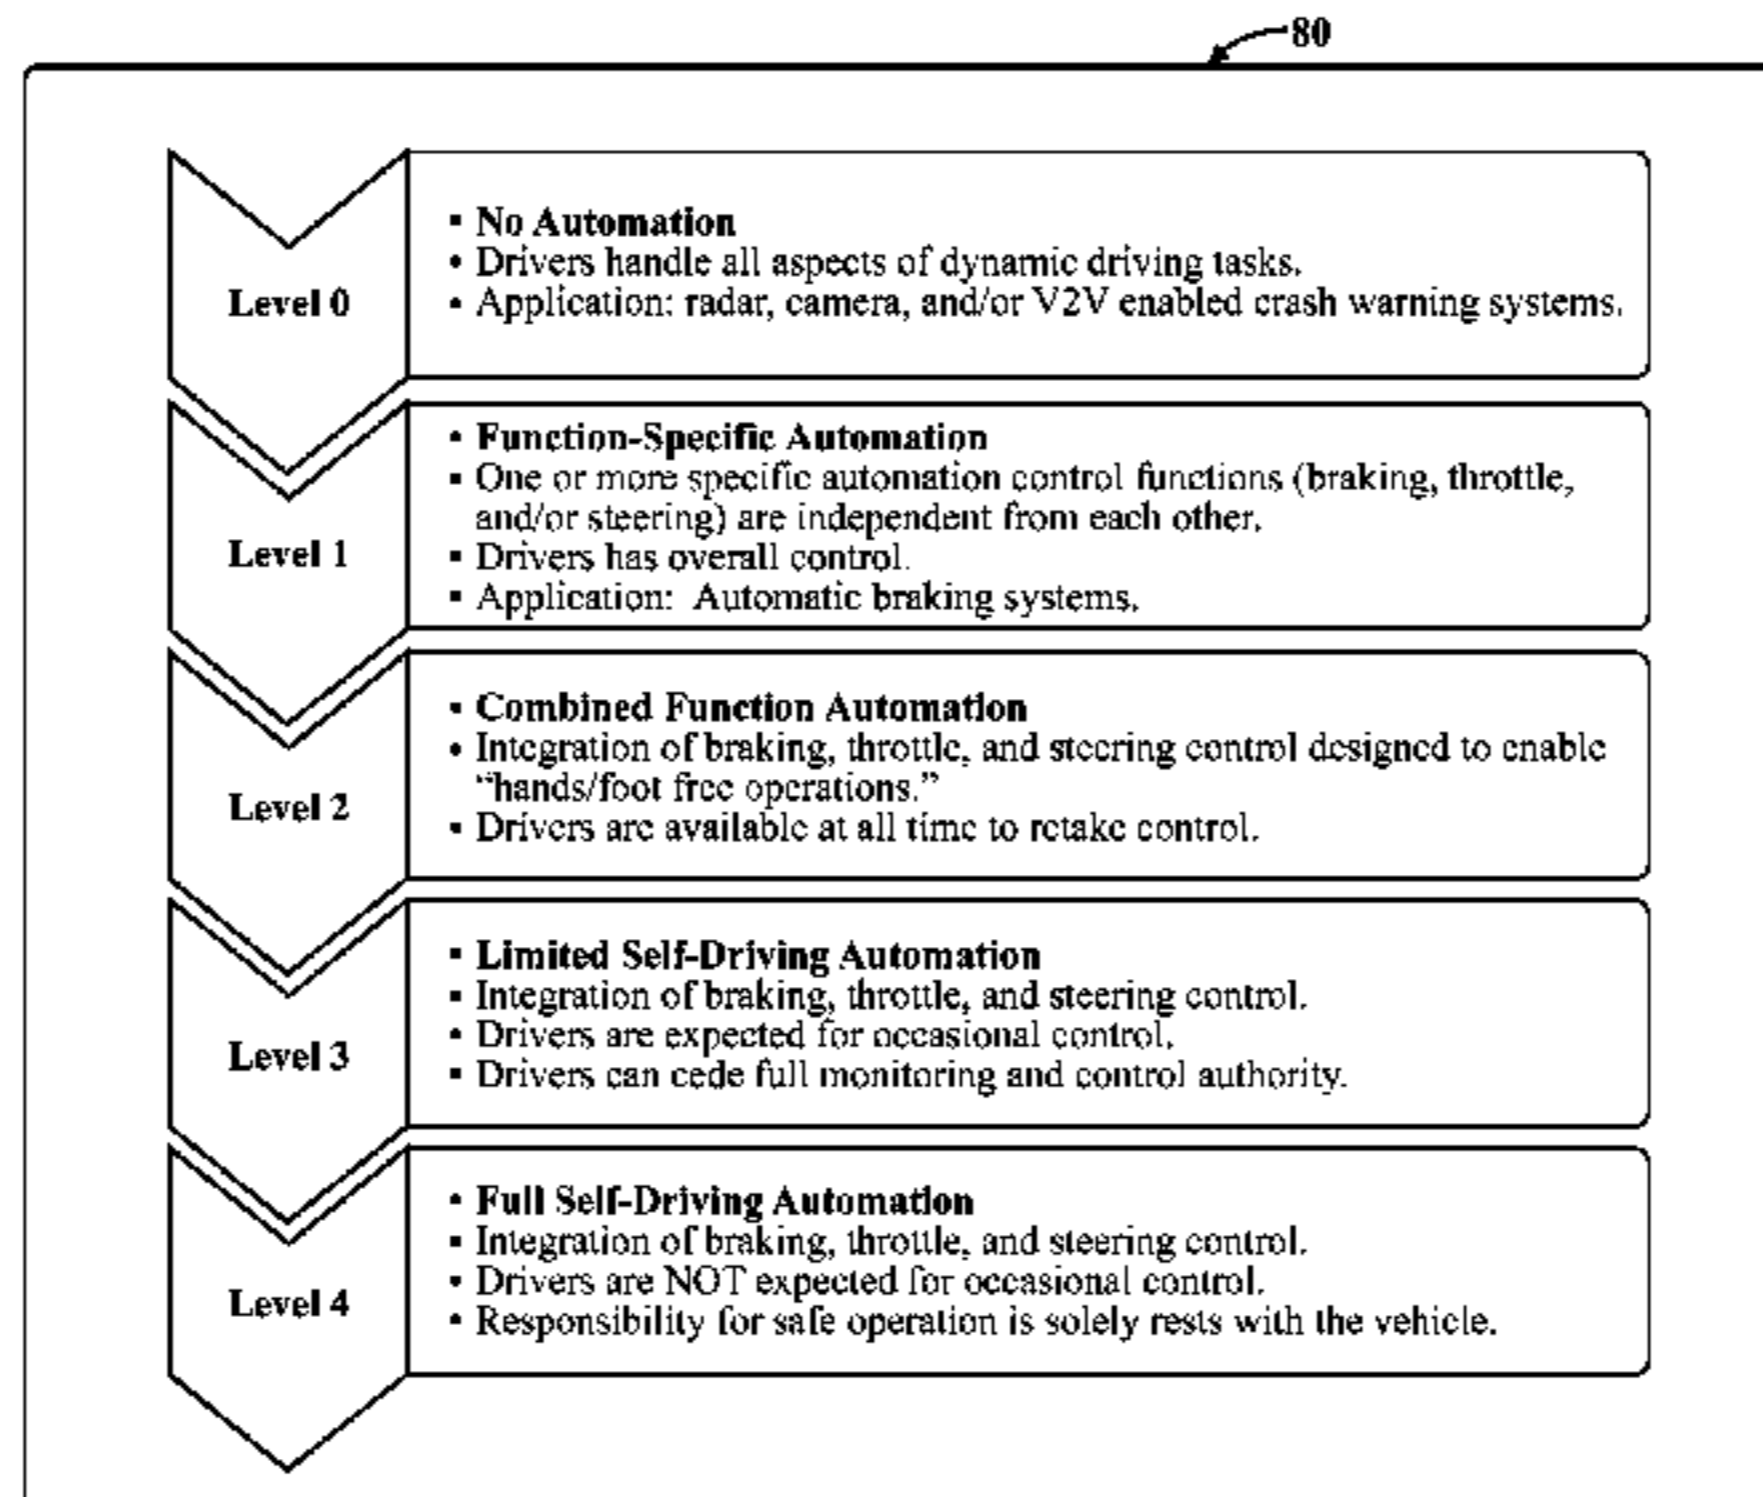 80
Level 0
▪ No Automation
• Drivers handle all aspects of dynamic driving tasks.
• Application: radar, camera, and/or V2V enabled crash warning systems.
Level 1
• Function-Specific Automation
▪ One or more specific automation control functions (braking, throttle,
and/or steering) are independent from each other.
▪ Drivers has overall control.
▪ Application: Automatic braking systems.
Level 2
▪ Combined Function Automation
• Integration of braking, throttle, and steering control designed to enable
“hands/foot free operations.”
▪ Drivers are available at all time to retake control.
Level 3
▪ Limited Self-Driving Automation
▪ Integration of braking, throttle, and steering control.
• Drivers are expected for occasional control.
▪ Drivers can cede full monitoring and control authority.
Level 4
• Full Self-Driving Automation
▪ Integration of braking, throttle, and steering control.
• Drivers are NOT expected for occasional control.
• Responsibility for safe operation is solely rests with the vehicle.